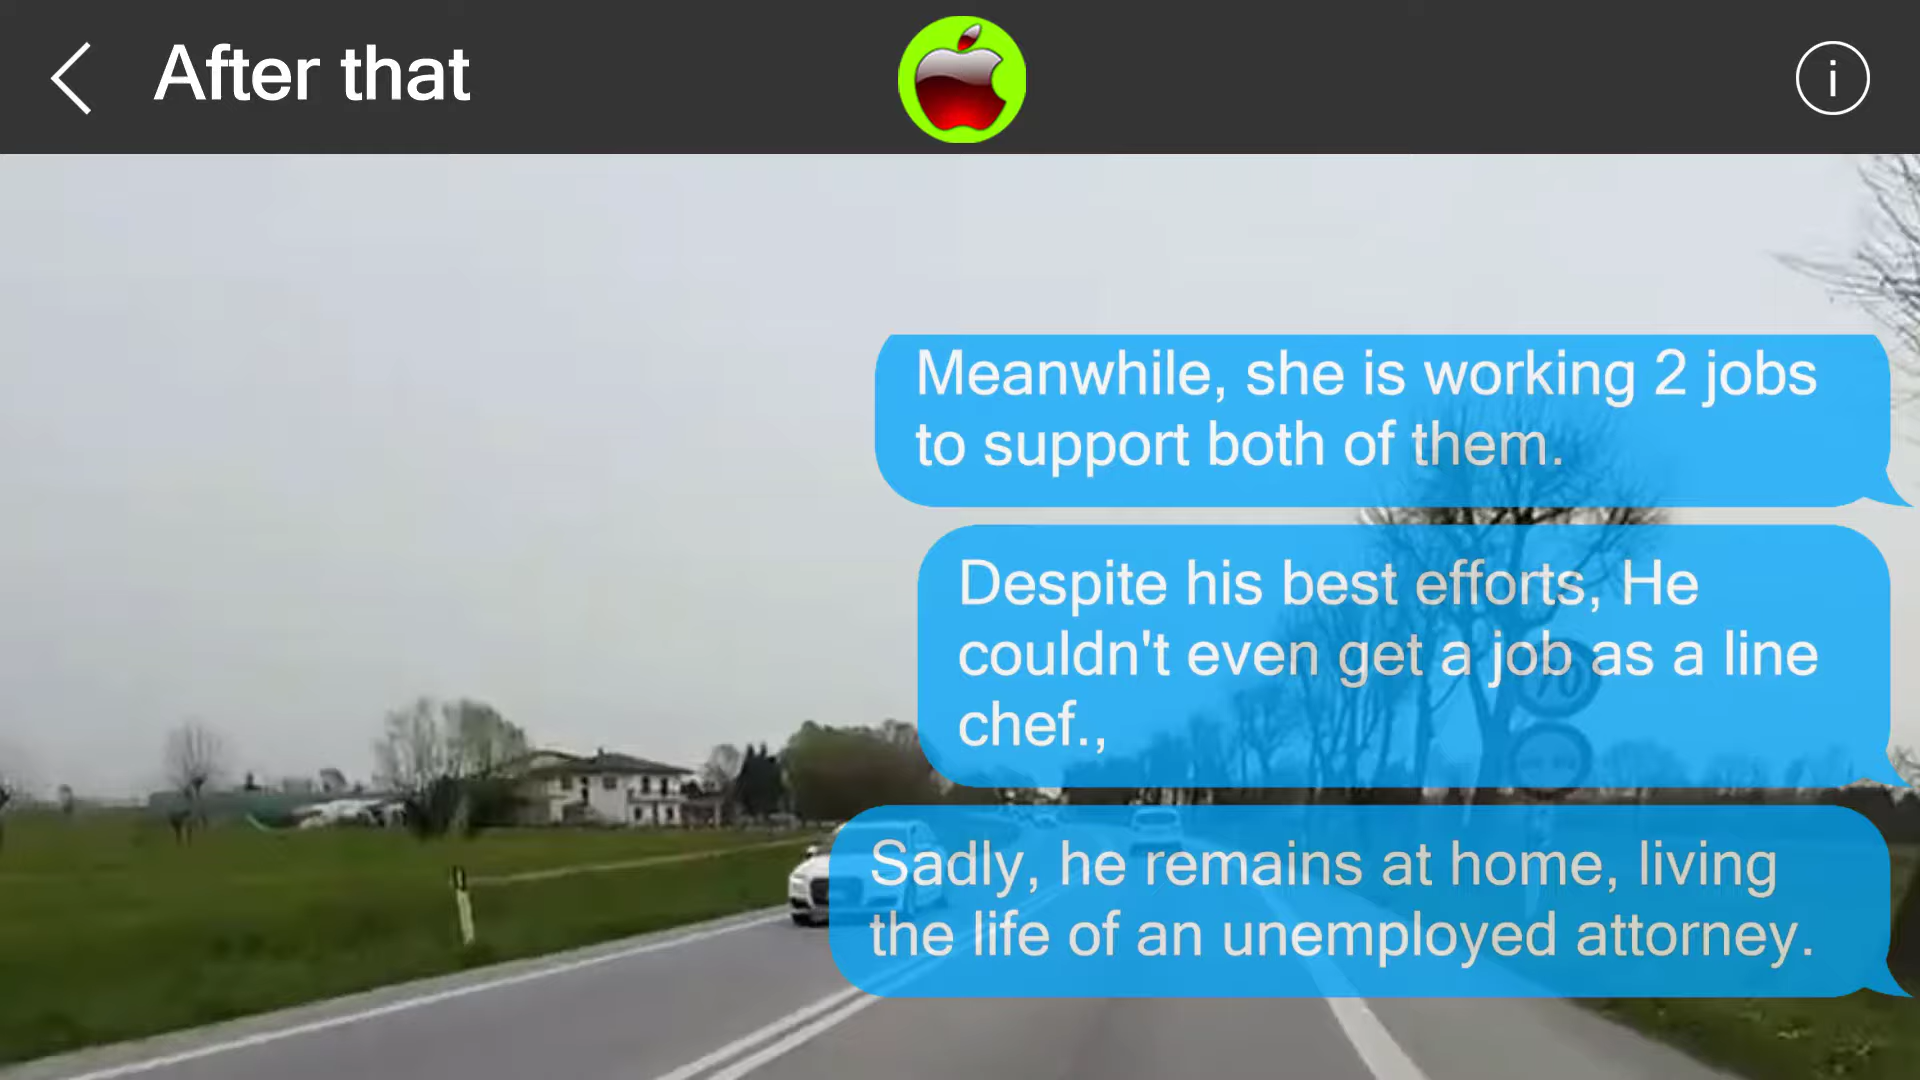 After that
Meanwhile, she is working 2 jobs
to support both of them.
Despite his best efforts, He
couldn't even get a job as a line
chef.,
Sadly, he remains at home, living
the life of an unemployed attorney.